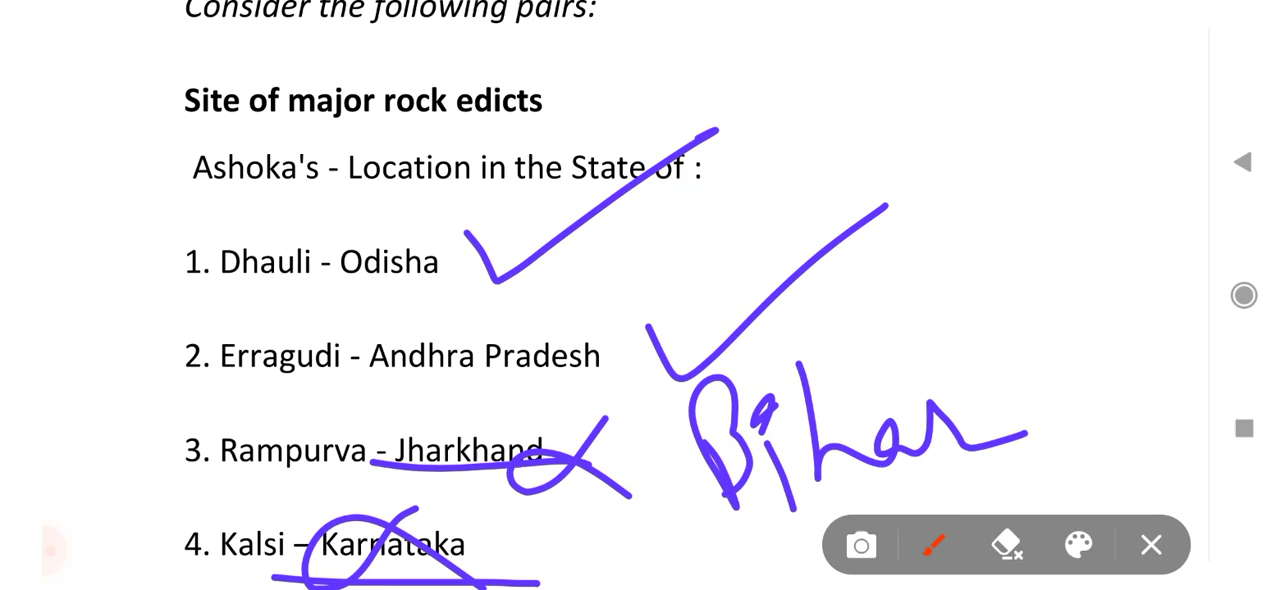 Consider the following pairs:
Site of major rock edicts
Ashoka's - Location in the State of :
1. Dhauli - Odisha
2. Erragudi - Andhra Pradesh
3. Rampurva - Jharkhand
Bihar
4. Kalsi – Karnataka